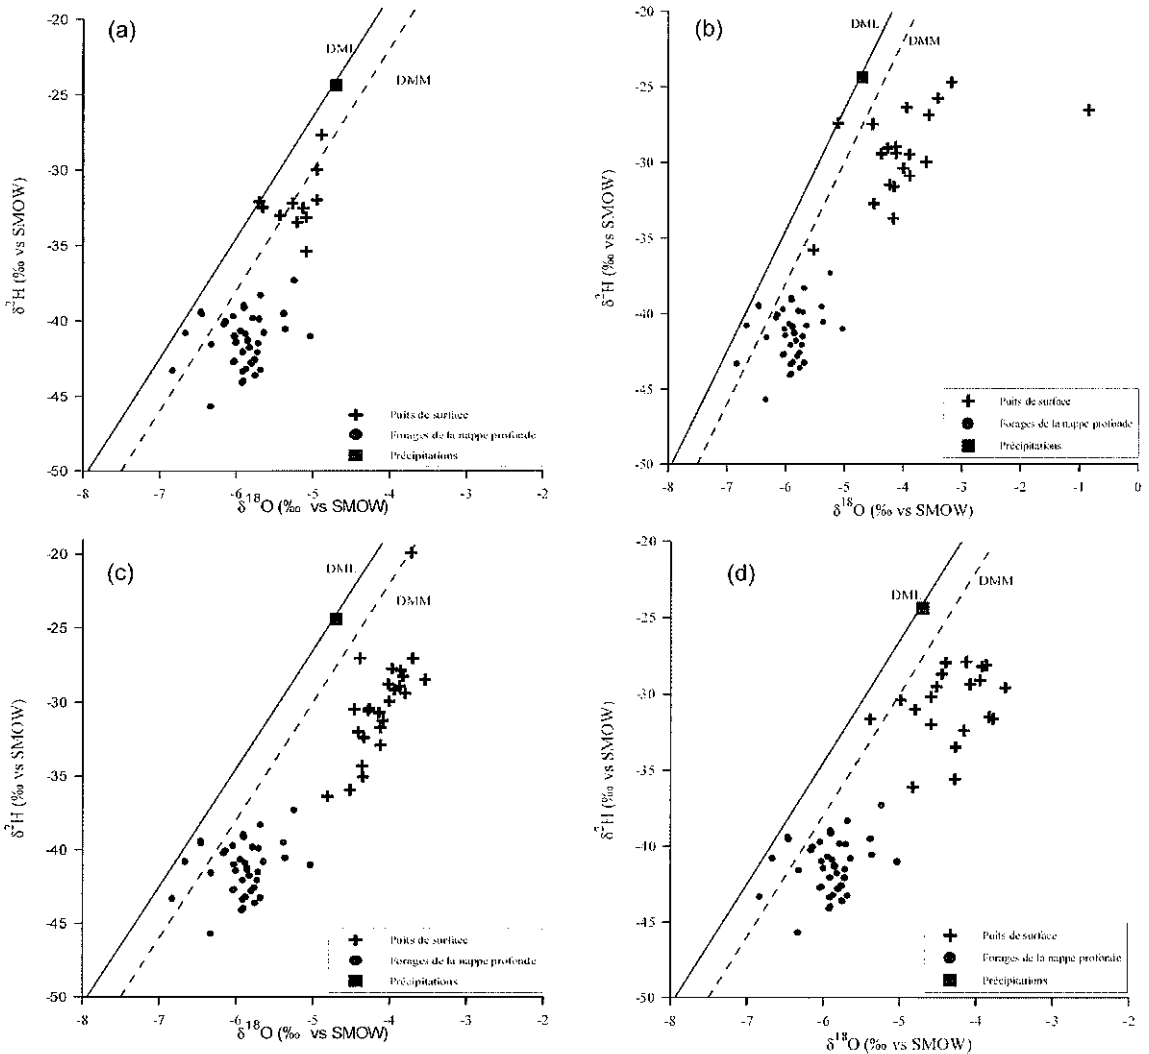 (a)
-20
-25
-30
-35
-40
-45
-50
δ²H (‰ vs SMOW)
DML
DMM
Puits de surface
Forages de la nappe profonde
Précipitations
-8 -7 -6 -5 -4 -3 -2
δ¹⁸O (‰ vs SMOW)
(b)
-20
-25
-30
-35
-40
-45
-50
δ²H (‰ vs SMOW)
DML
DMM
Puits de surface
Forages de la nappe profonde
Précipitations
-8 -7 -6 -5 -4 -3 -2 -1 0
δ¹⁸O (‰ vs SMOW)
(c)
-20
-25
-30
-35
-40
-45
-50
δ²H (‰ vs SMOW)
DML
DMM
Puits de surface
Forages de la nappe profonde
Précipitations
-8 -7 -6 -5 -4 -3 -2
δ¹⁸O (‰ vs SMOW)
(d)
-20
-25
-30
-35
-40
-45
-50
δ²H (‰ vs SMOW)
DML
DMM
Puits de surface
Forages de la nappe profonde
Précipitations
-8 -7 -6 -5 -4 -3 -2
δ¹⁸O (‰ vs SMOW)